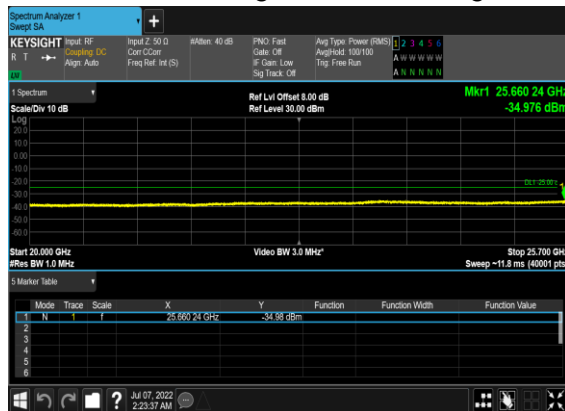 Spectrum Analyzer 1
Swept SA
+
KEYSIGHT Input: RF Input Z: 50 Ω #Atten: 40 dB PNO: Fast Avg Type: Power (RMS) 1 2 3 4 5 6
R T Coupling: DC Corr CCorr Gate: Off Avg|Hold: 100/100 A W W W W W
Align: Auto Freq Ref: Int (S) IF Gain: Low Trig: Free Run
LW Sig Track: Off A N N N N N
1 Spectrum Ref Lvl Offset 8.00 dB Mkr1 25.660 24 GHz
Scale/Div 10 dB Ref Level 30.00 dBm -34.976 dBm
Log
20.0
10.0
0.00
-10.0
-20.0
DL1 -25.00
-30.0
-40.0
-50.0
-60.0
Start 20.000 GHz Video BW 3.0 MHz* Stop 25.700 GHz
#Res BW 1.0 MHz Sweep ~11.8 ms (40001 pts
5 Marker Table
Mode Trace Scale X Y Function Function Width Function Value
1 N 1 f 25.660 24 GHz -34.98 dBm
2
3
4
5
6
? Jul 07, 2022
2:23:37 AM